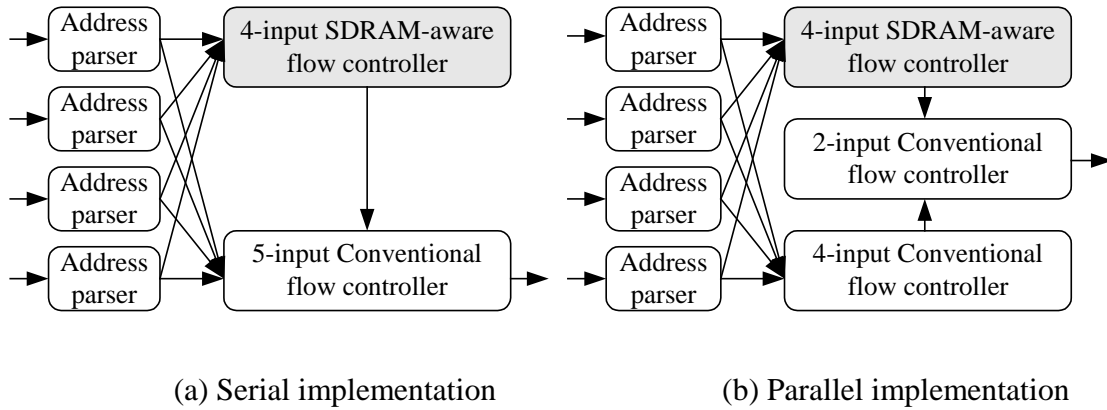 Address
parser
Address
parser
Address
parser
Address
parser
4-input SDRAM-aware
flow controller
5-input Conventional
flow controller
(a) Serial implementation
Address
parser
Address
parser
Address
parser
Address
parser
4-input SDRAM-aware
flow controller
2-input Conventional
flow controller
4-input Conventional
flow controller
(b) Parallel implementation